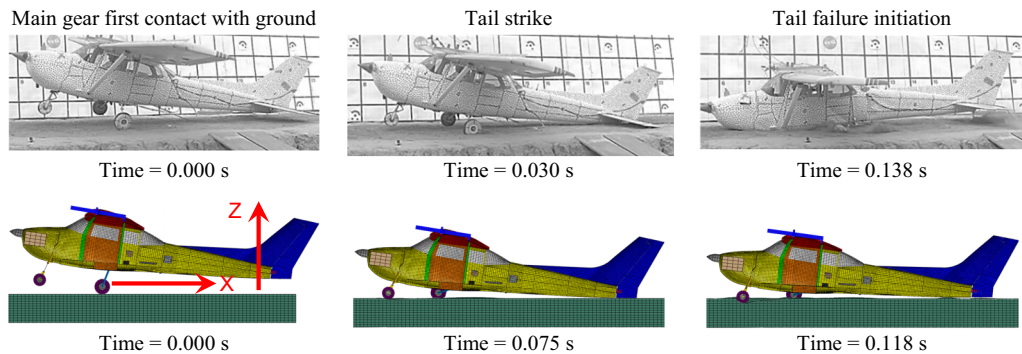 Main gear first contact with ground
Tail strike
Tail failure initiation
Time = 0.000 s
Time = 0.030 s
Time = 0.138 s
Z
X
Time = 0.000 s
Time = 0.075 s
Time = 0.118 s